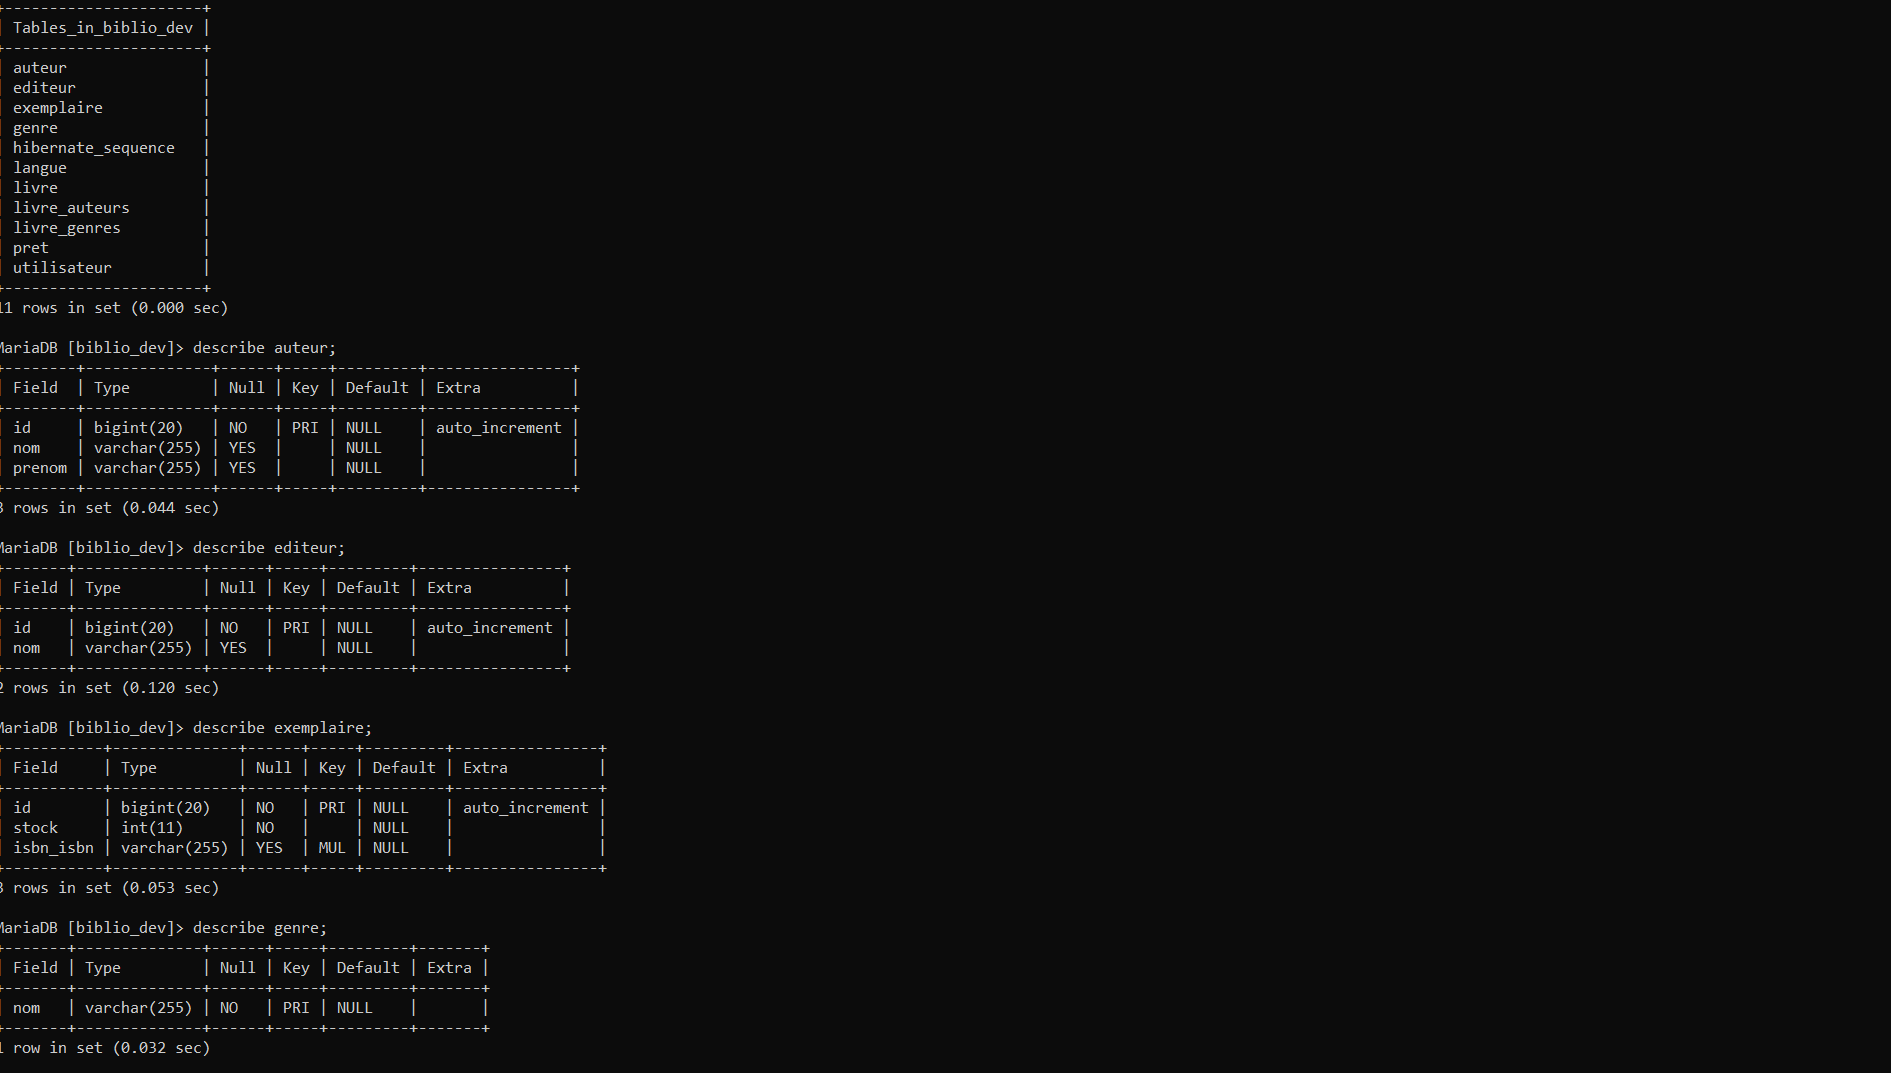 +----------------------+
| Tables_in_biblio_dev |
+----------------------+
| auteur               |
| editeur              |
| exemplaire           |
| genre                |
| hibernate_sequence   |
| langue               |
| livre                |
| livre_auteurs        |
| livre_genres         |
| pret                 |
| utilisateur          |
+----------------------+
11 rows in set (0.000 sec)

MariaDB [biblio_dev]> describe auteur;
+--------+--------------+------+-----+---------+----------------+
| Field  | Type         | Null | Key | Default | Extra          |
+--------+--------------+------+-----+---------+----------------+
| id     | bigint(20)   | NO   | PRI | NULL    | auto_increment |
| nom    | varchar(255) | YES  |     | NULL    |                |
| prenom | varchar(255) | YES  |     | NULL    |                |
+--------+--------------+------+-----+---------+----------------+
3 rows in set (0.044 sec)

MariaDB [biblio_dev]> describe editeur;
+-------+--------------+------+-----+---------+----------------+
| Field | Type         | Null | Key | Default | Extra          |
+-------+--------------+------+-----+---------+----------------+
| id    | bigint(20)   | NO   | PRI | NULL    | auto_increment |
| nom   | varchar(255) | YES  |     | NULL    |                |
+-------+--------------+------+-----+---------+----------------+
2 rows in set (0.120 sec)

MariaDB [biblio_dev]> describe exemplaire;
+-----------+--------------+------+-----+---------+----------------+
| Field     | Type         | Null | Key | Default | Extra          |
+-----------+--------------+------+-----+---------+----------------+
| id        | bigint(20)   | NO   | PRI | NULL    | auto_increment |
| stock     | int(11)      | NO   |     | NULL    |                |
| isbn_isbn | varchar(255) | YES  | MUL | NULL    |                |
+-----------+--------------+------+-----+---------+----------------+
3 rows in set (0.053 sec)

MariaDB [biblio_dev]> describe genre;
+-------+--------------+------+-----+---------+-------+
| Field | Type         | Null | Key | Default | Extra |
+-------+--------------+------+-----+---------+-------+
| nom   | varchar(255) | NO   | PRI | NULL    |       |
+-------+--------------+------+-----+---------+-------+
1 row in set (0.032 sec)